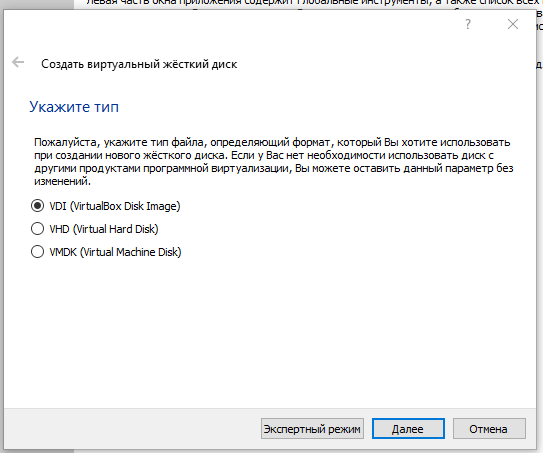 левая часть окна приложения содержит глобальные инструменты, а также список всех
?
Создать виртуальный жёсткий диск
Укажите тип
Пожалуйста, укажите тип файла, определяющий формат, который Вы хотите использовать
при создании нового жёсткого диска. Если у Вас нет необходимости использовать диск с
другими продуктами программной виртуализации, Вы можете оставить данный параметр без
изменений.
VDI (VirtualBox Disk Image)
VHD (Virtual Hard Disk)
VMDK (Virtual Machine Disk)
Экспертный режим
Далее
Отмена